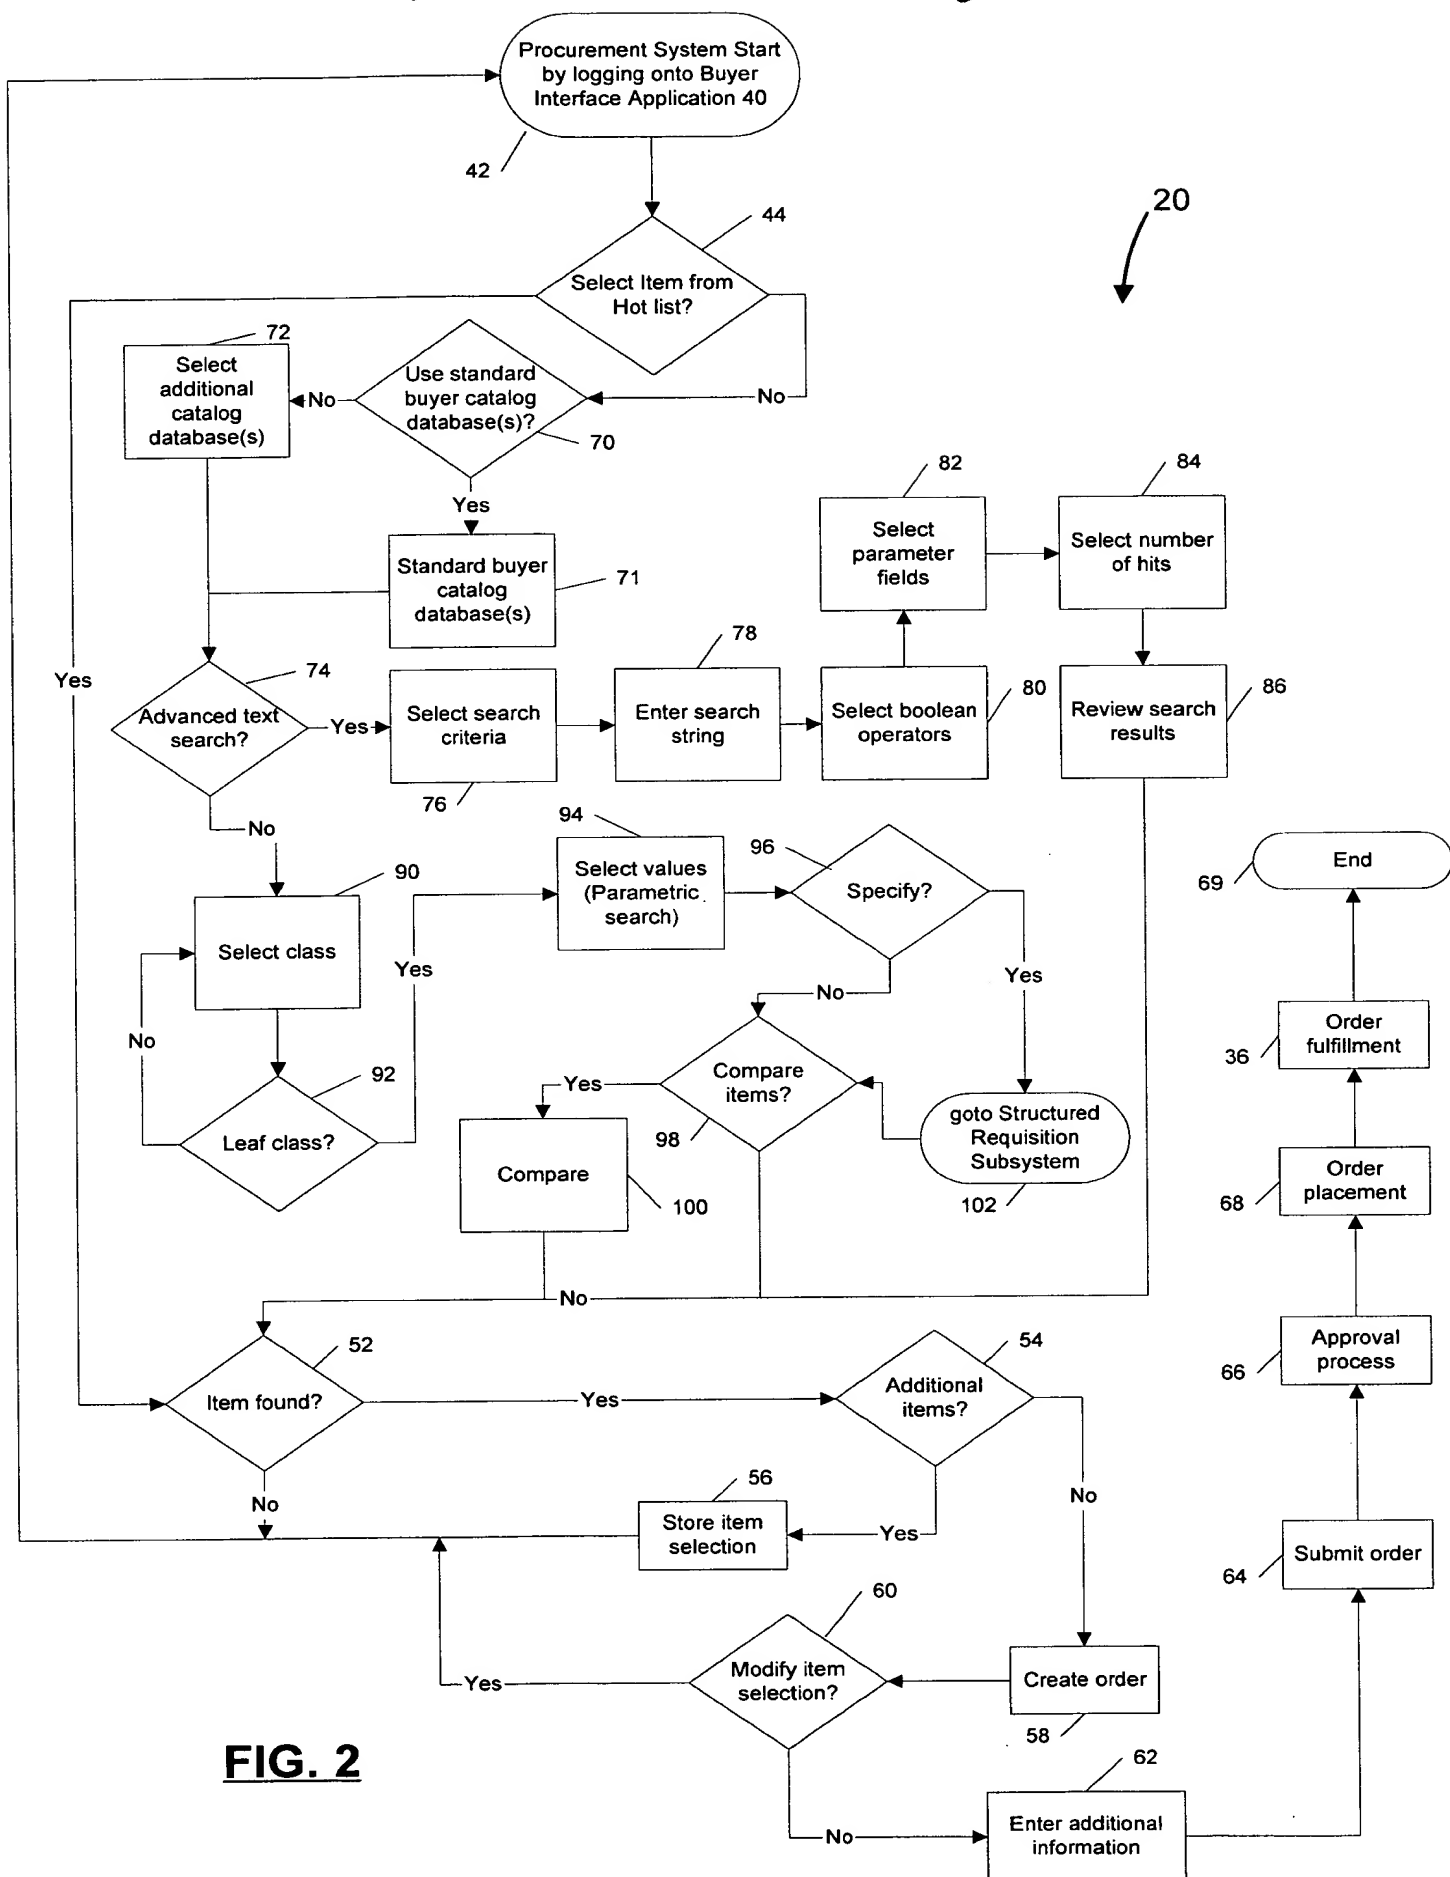 Procurement System Start
by logging onto Buyer
Interface Application 40
42
44
20
Select Item from
Hot list?
72
Select
additional
catalog
database(s)
No
Use standard
buyer catalog
database(s)?
No
70
Yes
82
84
Select
parameter
fields
Select number
of hits
Standard buyer
catalog
database(s)
71
Yes
74
78
80
86
Advanced text
search?
Yes
Select search
criteria
Enter search
string
Select boolean
operators
Review search
results
76
No
94
96
90
Select values
(Parametric
search)
Specify?
End
69
Select class
Yes
Yes
No
No
Order
fulfillment
36
92
Compare
items?
Yes
98
goto Structured
Requisition
Subsystem
102
Leaf class?
Compare
100
Order
placement
68
No
52
54
Approval
process
66
Item found?
Yes
Additional
items?
No
56
No
Store item
selection
Yes
Submit order
64
60
Modify item
selection?
Yes
Create order
58
FIG. 2
62
No
Enter additional
information